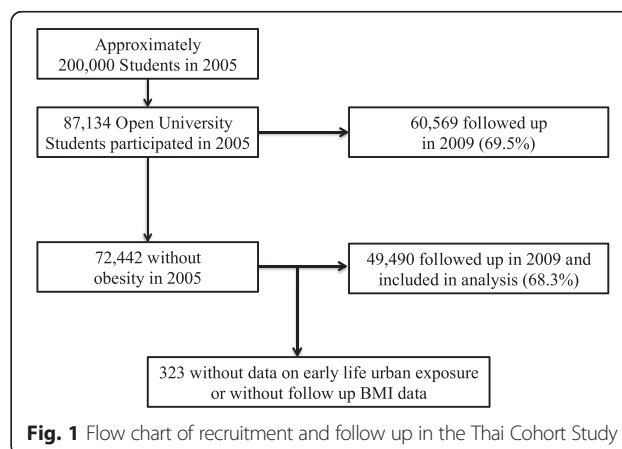 Approximately
200,000 Students in 2005
87,134 Open University
Students participated in 2005
60,569 followed up
in 2009 (69.5%)
72,442 without
obesity in 2005
49,490 followed up in 2009 and
included in analysis (68.3%)
323 without data on early life urban exposure
or without follow up BMI data
Fig. 1 Flow chart of recruitment and follow up in the Thai Cohort Study